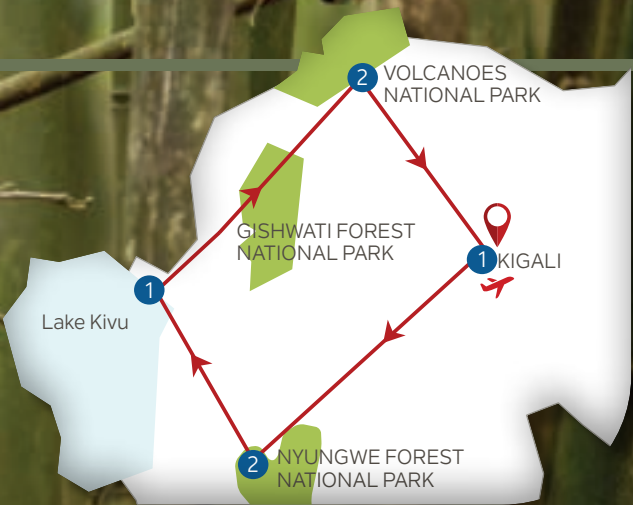 2
VOLCANOES
NATIONAL PARK
GISHWATI FOREST
NATIONAL PARK
1
KIGALI
1
Lake Kivu
2
NYUNGWE FOREST
NATIONAL PARK